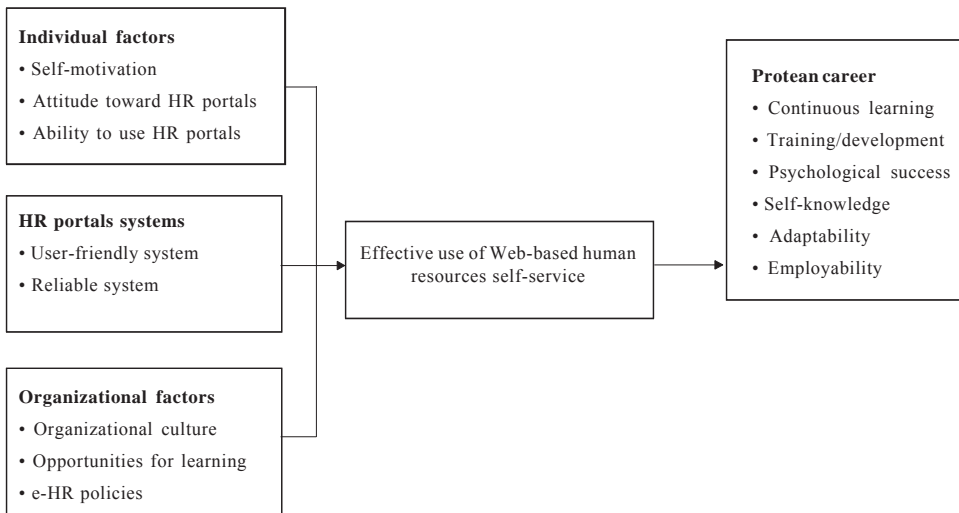 Individual factors
• Self-motivation
• Attitude toward HR portals
• Ability to use HR portals
HR portals systems
• User-friendly system
• Reliable system
Organizational factors
• Organizational culture
• Opportunities for learning
• e-HR policies
Effective use of Web-based human
resources self-service
Protean career
• Continuous learning
• Training/development
• Psychological success
• Self-knowledge
• Adaptability
• Employability